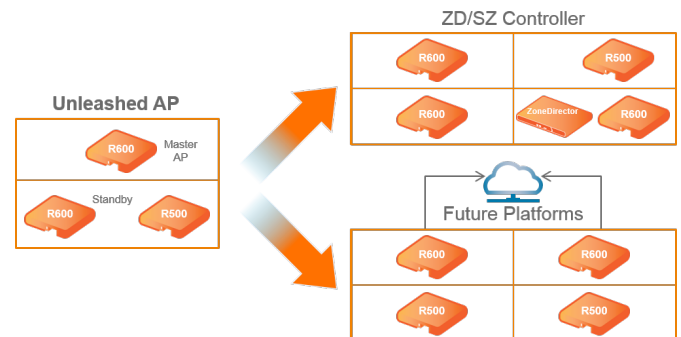 ZD/SZ Controller
R600
R500
R600
ZoneDirector
R600
Unleashed AP
R600
Master
AP
R600
Standby
R500
Future Platforms
R600
R600
R500
R500